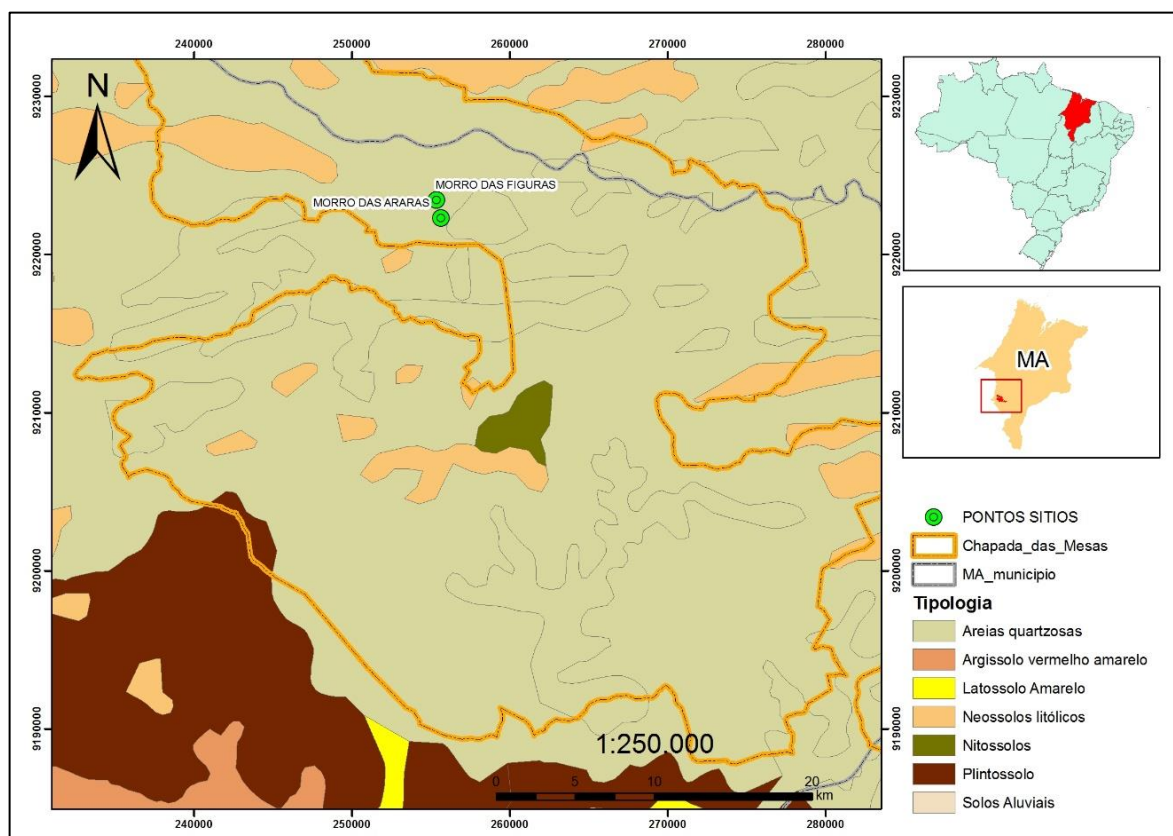 240000 250000 260000 270000 280000
9230000
9220000
9210000
9200000
9190000
N
MORRO DAS FIGURAS
MORRO DAS ARARAS
1:250.000
0 5 10 20
km
9230000
9220000
9210000
9200000
9190000
240000 250000 260000 270000 280000
MA
PONTOS SITIOS
Chapada_das_Mesas
MA_municipio
Tipologia
Areias quartzosas
Argissolo vermelho amarelo
Latossolo Amarelo
Neossolos litólicos
Nitossolos
Plintossolo
Solos Aluviais